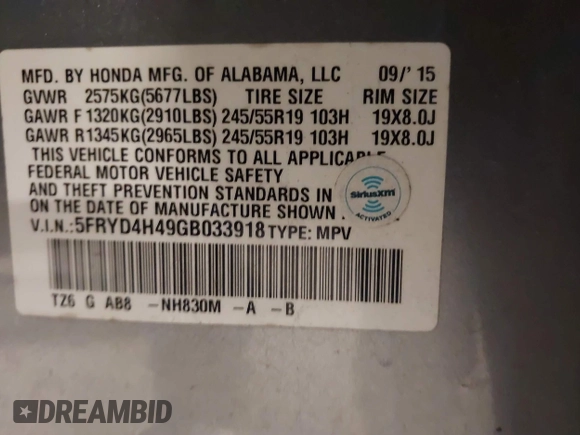 MFD. BY HONDA MFG. OF ALABAMA, LLC 09/'15
GVWR 2575KG(5677LBS) TIRE SIZE RIM SIZE
GAWR F 1320KG(2910LBS) 245/55R19 103H 19X8.0J
GAWR R1345KG(2965LBS) 245/55R19 103H 19X8.0J
THIS VEHICLE CONFORMS TO ALL APPLICABLE
FEDERAL MOTOR VEHICLE SAFETY
AND THEFT PREVENTION STANDARDS IN
ON THE DATE OF MANUFACTURE SHOWN
SiriusXM
ACTIVATED
V.I.N.:5FRYD4H49GB033918 TYPE: MPV
TZ6 G AB8 -NH830M -A -B
DREAMBID